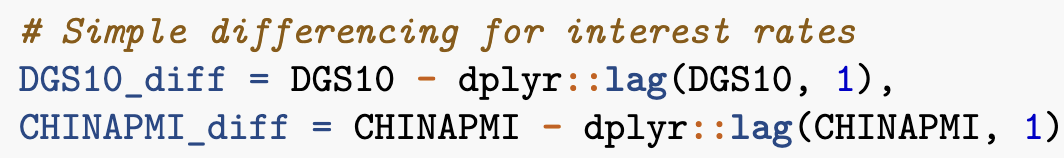 # Simple differencing for interest rates
DGS10_diff = DGS10 - dplyr::lag(DGS10, 1),
CHINAPMI_diff = CHINAPMI - dplyr::lag(CHINAPMI, 1)